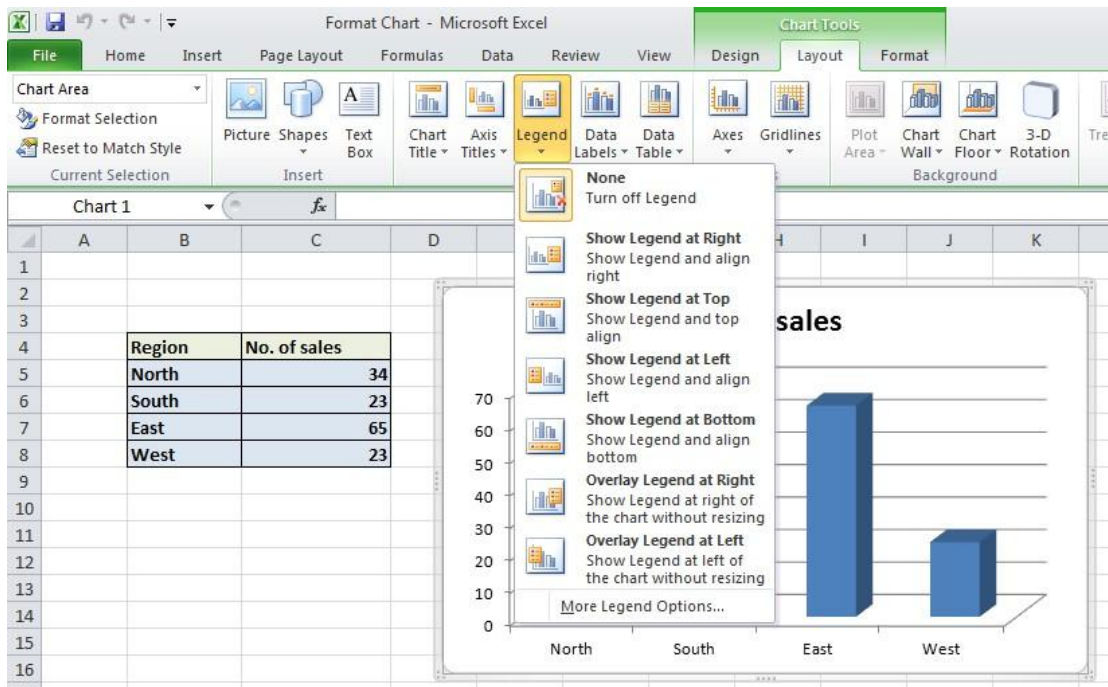 Format Chart - Microsoft Excel
Chart Tools
File Home Insert Page Layout Formulas Data Review View Design Layout Format
Chart Area
Format Selection
Reset to Match Style
Current Selection
Picture Shapes Text Box
Insert
Chart Title Axis Titles Legend Data Labels Data Table
Axes Gridlines
Plot Area Chart Wall Chart Floor 3-D Rotation
Background
None
Turn off Legend
Show Legend at Right
Show Legend and align
right
Show Legend at Top
Show Legend and top
align
Show Legend at Left
Show Legend and align
left
Show Legend at Bottom
Show Legend and align
bottom
Overlay Legend at Right
Show Legend at right of
the chart without resizing
Overlay Legend at Left
Show Legend at left of
the chart without resizing
More Legend Options...
Chart 1 fx
A B C D H I J K
1
2
3
4 Region No. of sales
5 North 34
6 South 23
7 East 65
8 West 23
9
10
11
12
13
14
15
16
sales
70
60
50
40
30
20
10
0
North South East West